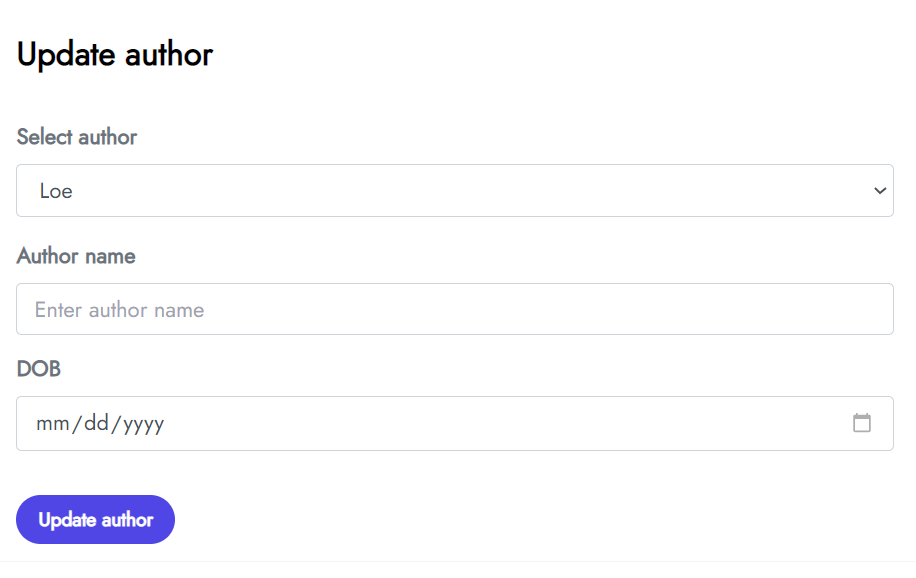 Update author
Select author
Loe
Author name
Enter author name
DOB
mm/dd/yyyy
Update author